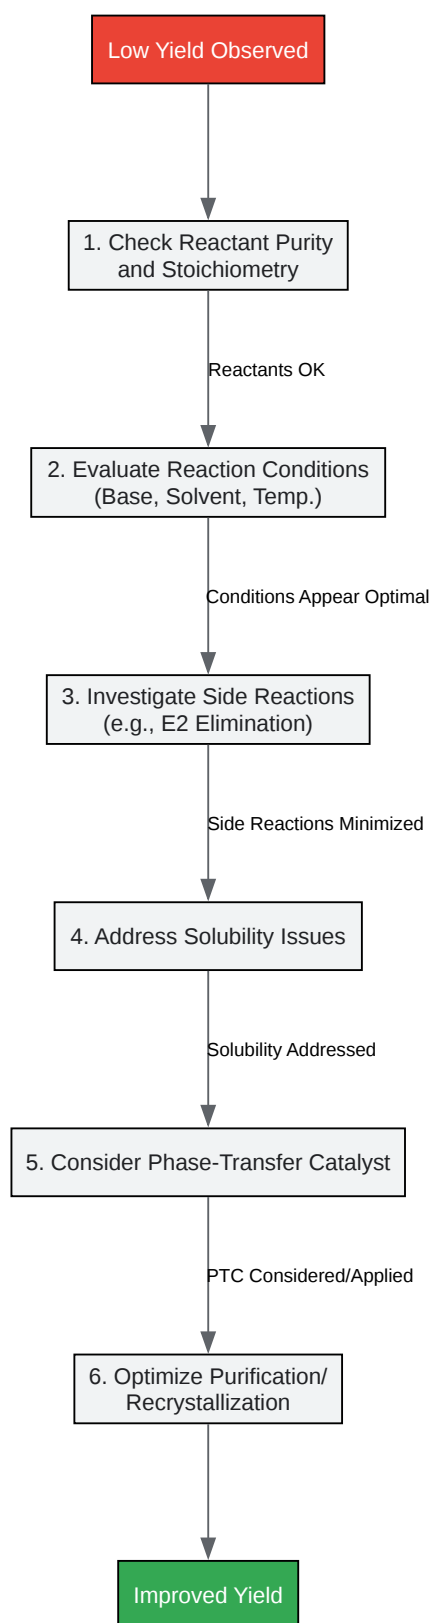 Low Yield Observed
1. Check Reactant Purity
and Stoichiometry
Reactants OK
2. Evaluate Reaction Conditions
(Base, Solvent, Temp.)
Conditions Appear Optimal
3. Investigate Side Reactions
(e.g., E2 Elimination)
Side Reactions Minimized
4. Address Solubility Issues
Solubility Addressed
5. Consider Phase-Transfer Catalyst
PTC Considered/Applied
6. Optimize Purification/
Recrystallization
Improved Yield